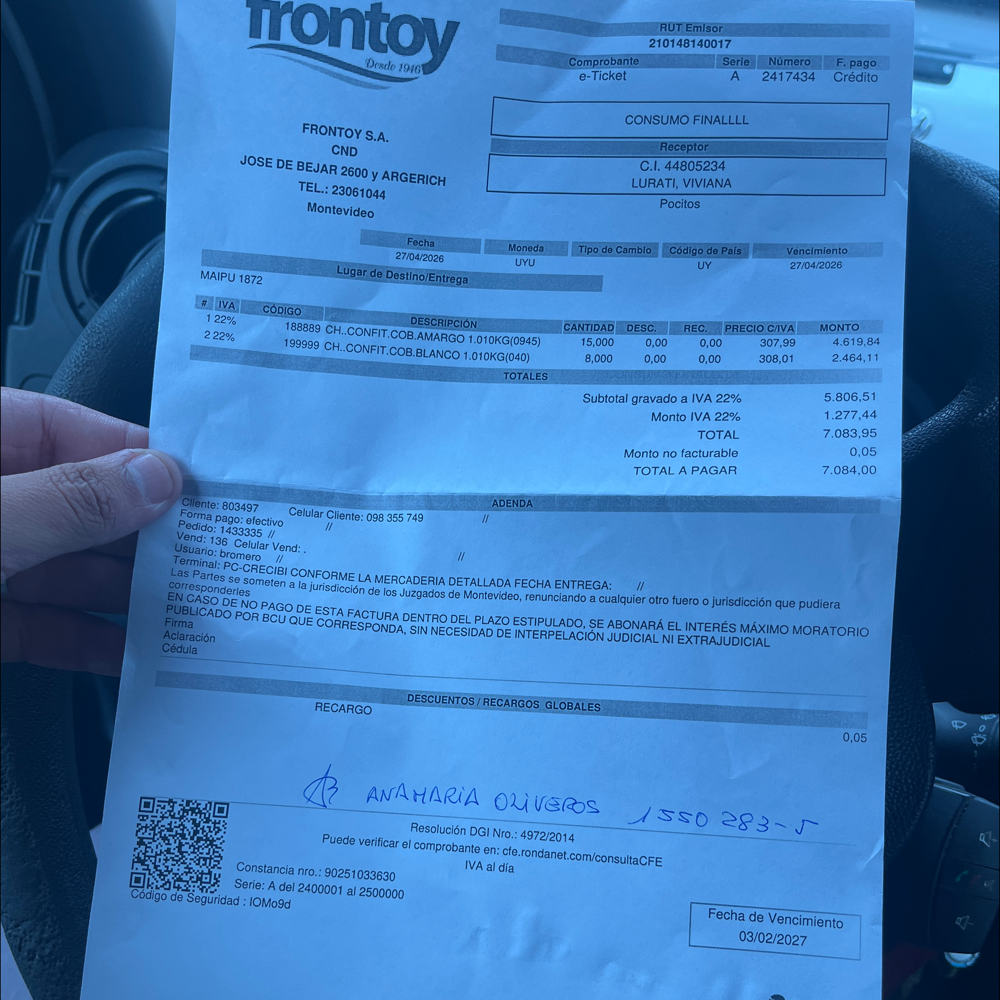 frontoy
Desde 1946
RUT Emisor
210148140017
Comprobante Serie Número F. pago
e-Ticket A 2417434 Crédito
CONSUMO FINALLLL
Receptor
C.I. 44805234
LURATI, VIVIANA
Pocitos
FRONTOY S.A.
CND
JOSE DE BEJAR 2600 y ARGERICH
TEL.: 23061044
Montevideo
Fecha Moneda Tipo de Cambio Código de País Vencimiento
27/04/2026 UYU UY 27/04/2026
Lugar de Destino/Entrega
MAIPU 1872
# IVA CÓDIGO DESCRIPCIÓN CANTIDAD DESC. REC. PRECIO C/IVA MONTO
1 22% 188889 CH..CONFIT.COB.AMARGO 1.010KG(0945) 15,000 0,00 0,00 307,99 4.619,84
2 22% 199999 CH..CONFIT.COB.BLANCO 1.010KG(040) 8,000 0,00 0,00 308,01 2.464,11
TOTALES
Subtotal gravado a IVA 22% 5.806,51
Monto IVA 22% 1.277,44
TOTAL 7.083,95
Monto no facturable 0,05
TOTAL A PAGAR 7.084,00
ADENDA
Cliente: 803497 Celular Cliente: 098 355 749 //
Forma pago: efectivo //
Pedido: 1433335 //
Vend: 136 Celular Vend: . //
Usuario: bromero //
Terminal: PC-CRECIBI CONFORME LA MERCADERIA DETALLADA FECHA ENTREGA: //
Las Partes se someten a la jurisdicción de los Juzgados de Montevideo, renunciando a cualquier otro fuero o jurisdicción que pudiera
corresponderles
EN CASO DE NO PAGO DE ESTA FACTURA DENTRO DEL PLAZO ESTIPULADO, SE ABONARÁ EL INTERÉS MÁXIMO MORATORIO
PUBLICADO POR BCU QUE CORRESPONDA, SIN NECESIDAD DE INTERPELACIÓN JUDICIAL NI EXTRAJUDICIAL
Firma
Aclaración
Cédula
DESCUENTOS / RECARGOS GLOBALES
RECARGO 0,05
ANAMARIA OLIVEROS 1550 283-5
Resolución DGI Nro.: 4972/2014
Puede verificar el comprobante en: cfe.rondanet.com/consultaCFE
IVA al día
Constancia nro.: 90251033630
Serie: A del 2400001 al 2500000
Código de Seguridad : IOMo9d
Fecha de Vencimiento
03/02/2027